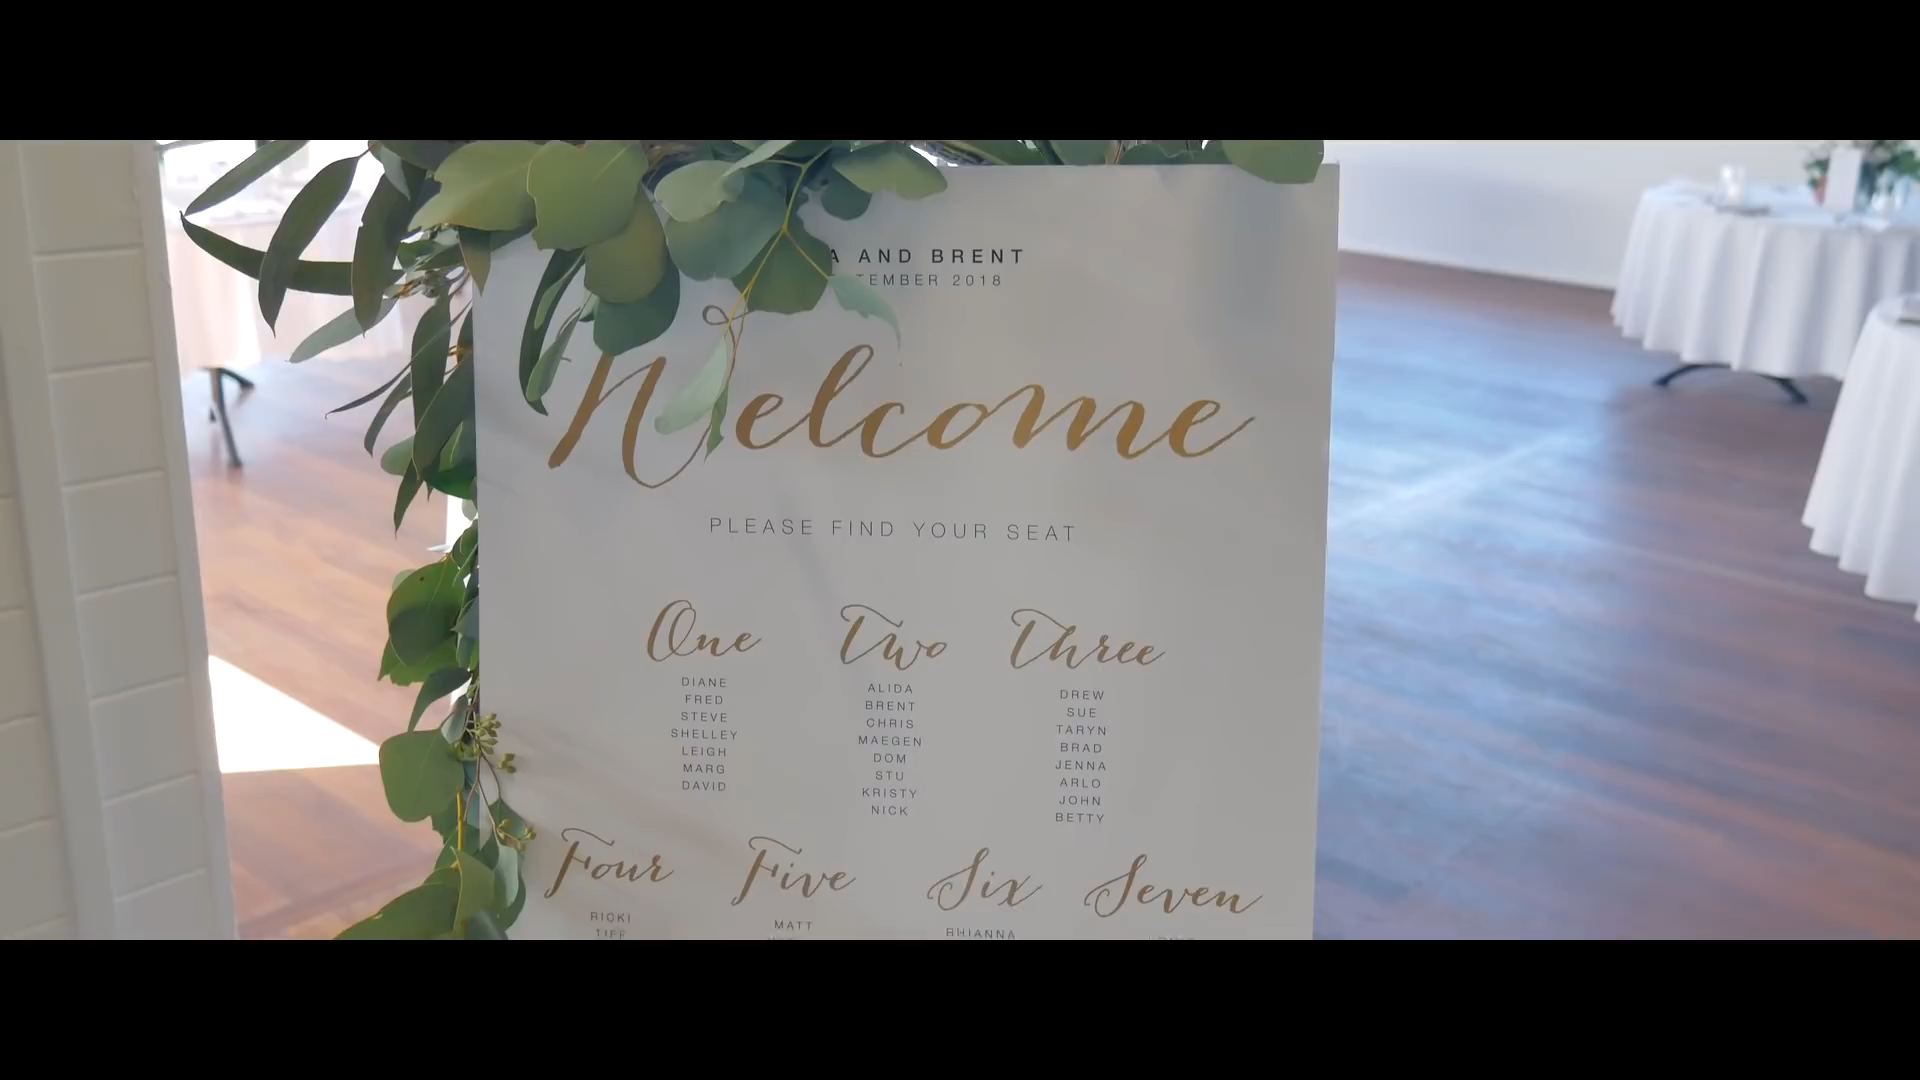 A AND BRENT
TEMBER 2018
Welcome
PLEASE FIND YOUR SEAT
One
DIANE
FRED
STEVE
SHELLEY
LEIGH
MARG
DAVID
Two
ALIDA
BRENT
CHRIS
MAEGEN
DOM
STU
KRISTY
NICK
Three
DREW
SUE
TARYN
BRAD
JENNA
ARLO
JOHN
BETTY
Four
RICKI
TIFF
Five
MATT
Six
RHIANNA
Seven